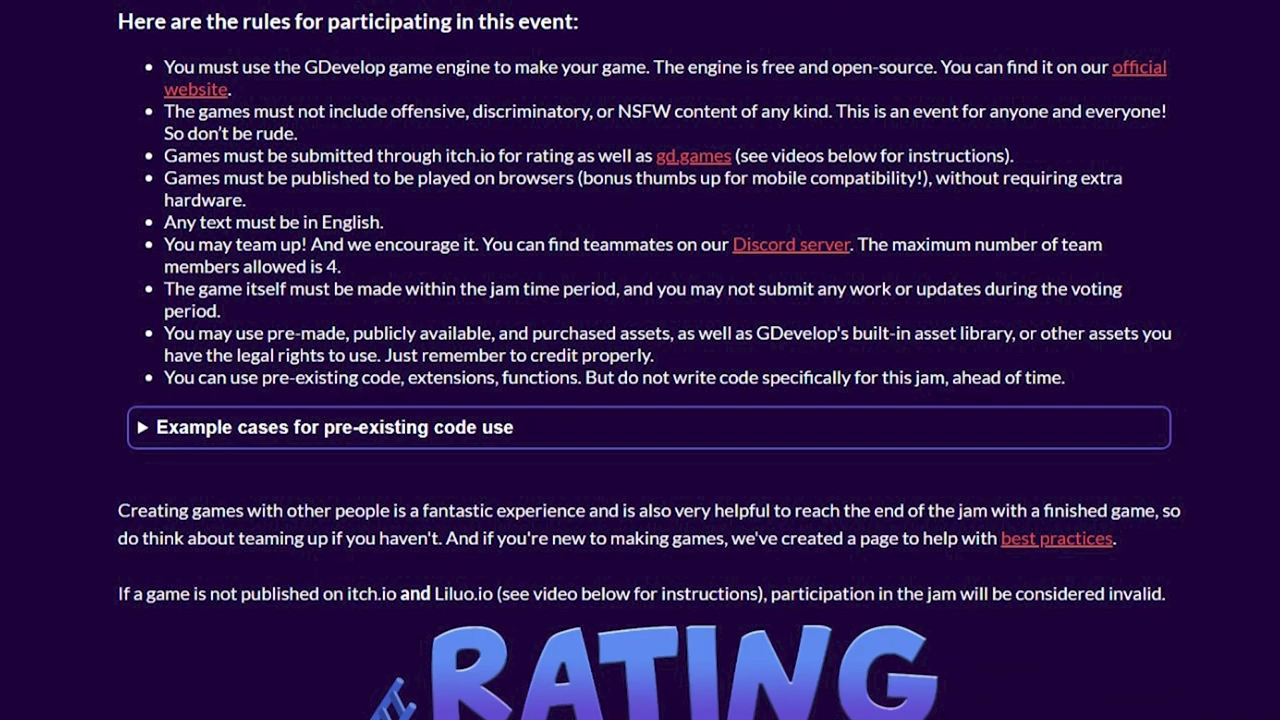 Here are the rules for participating in this event:
You must use the GDevelop game engine to make your game. The engine is free and open-source. You can find it on our official
website.
The games must not include offensive, discriminatory, or NSFW content of any kind. This is an event for anyone and everyone!
So don't be rude.
Games must be submitted through itch.io for rating as well as gd.games (see videos below for instructions).
Games must be published to be played on browsers (bonus thumbs up for mobile compatibility!), without requiring extra
hardware.
Any text must be in English.
You may team up! And we encourage it. You can find teammates on our Discord server. The maximum number of team
members allowed is 4.
The game itself must be made within the jam time period, and you may not submit any work or updates during the voting
period.
You may use pre-made, publicly available, and purchased assets, as well as GDevelop's built-in asset library, or other assets you
have the legal rights to use. Just remember to credit properly.
You can use pre-existing code, extensions, functions. But do not write code specifically for this jam, ahead of time.
Example cases for pre-existing code use
Creating games with other people is a fantastic experience and is also very helpful to reach the end of the jam with a finished game, so
do think about teaming up if you haven't. And if you're new to making games, we've created a page to help with best practices.
If a game is not published on itch.io and Liluo.io (see video below for instructions), participation in the jam will be considered invalid.
RATING